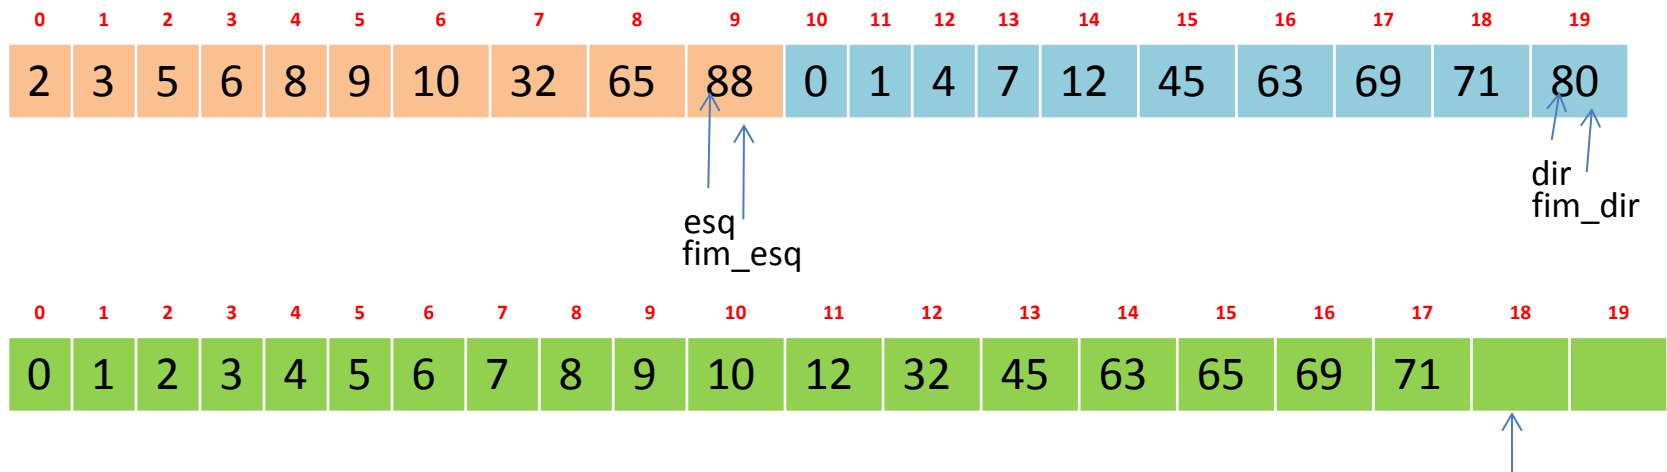 0 1 2 3 4 5 6 7 8 9 10 11 12 13 14 15 16 17 18 19
2 3 5 6 8 9 10 32 65 88 0 1 4 7 12 45 63 69 71 80
dir
fim_dir
esq
fim_esq
0 1 2 3 4 5 6 7 8 9 10 11 12 13 14 15 16 17 18 19
0 1 2 3 4 5 6 7 8 9 10 12 32 45 63 65 69 71